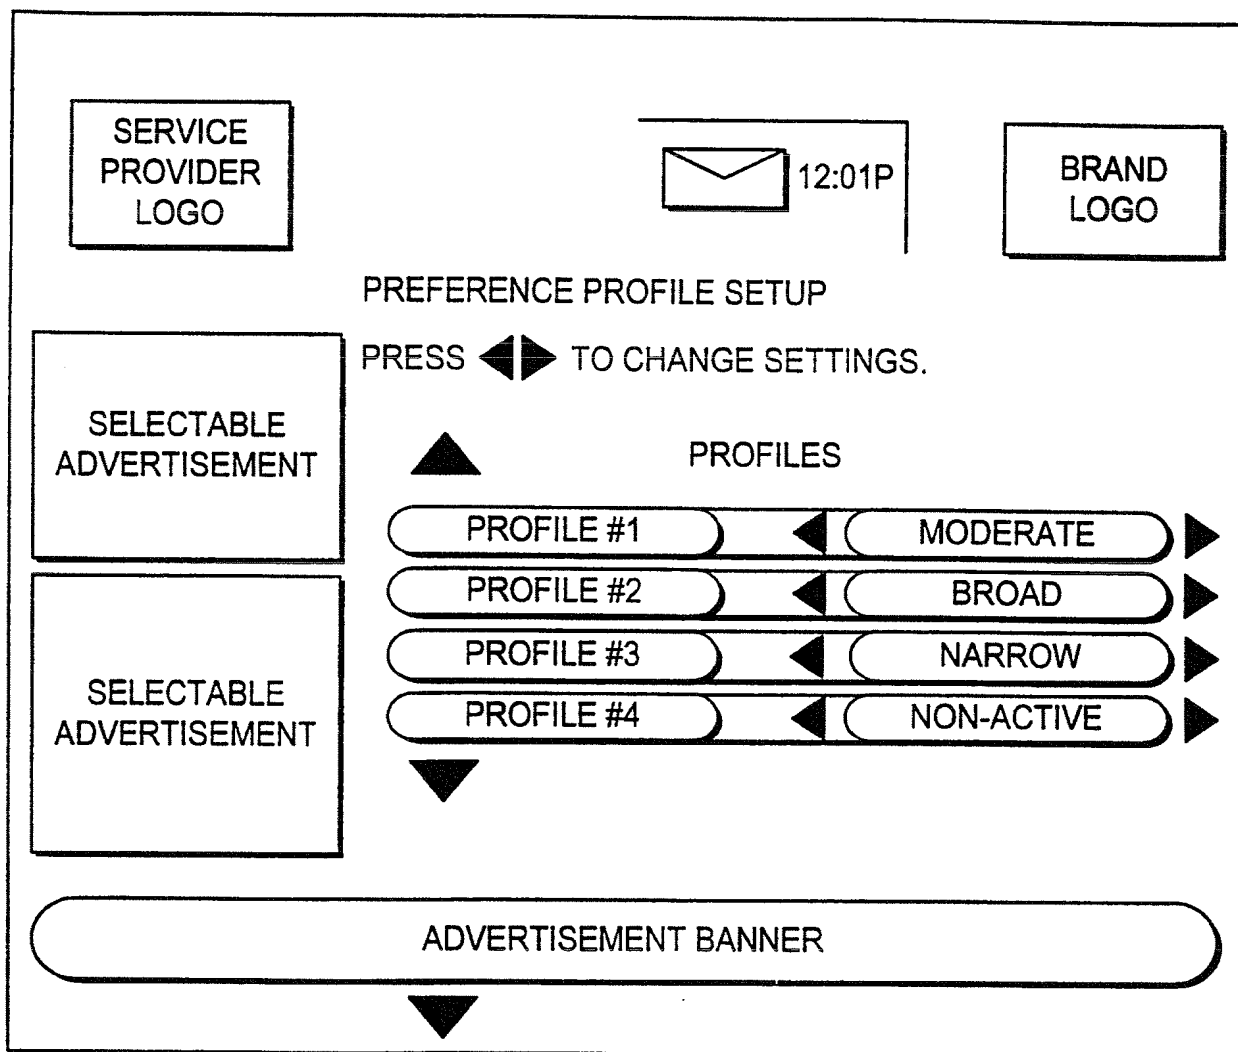 SERVICE
PROVIDER
LOGO
12:01P
BRAND
LOGO
PREFERENCE PROFILE SETUP
PRESS ◀▶ TO CHANGE SETTINGS.
SELECTABLE
ADVERTISEMENT
PROFILES
PROFILE #1 MODERATE
PROFILE #2 BROAD
PROFILE #3 NARROW
PROFILE #4 NON-ACTIVE
SELECTABLE
ADVERTISEMENT
ADVERTISEMENT BANNER